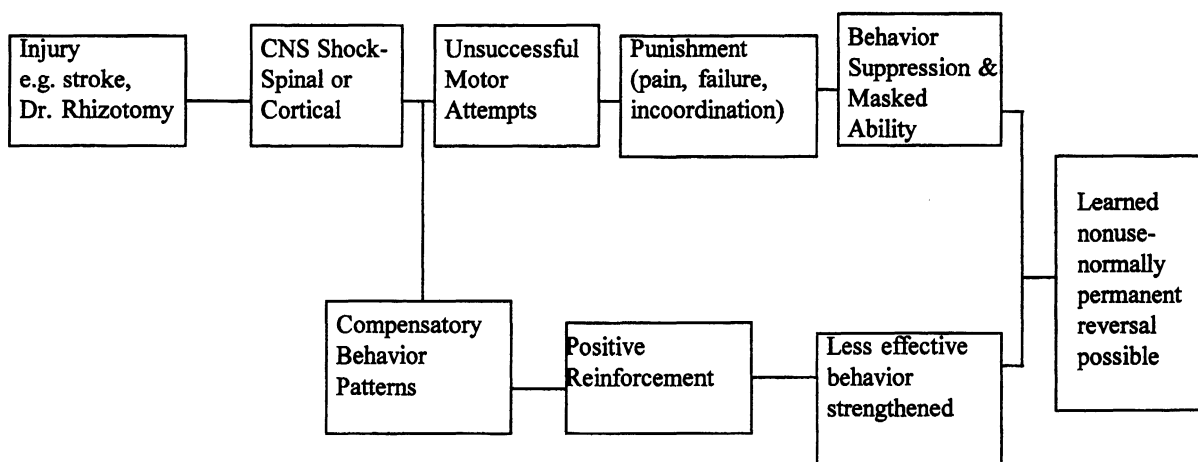 Injury
e.g. stroke,
Dr. Rhizotomy
CNS Shock-
Spinal or
Cortical
Unsuccessful
Motor
Attempts
Punishment
(pain, failure,
incoordination)
Behavior
Suppression &
Masked
Ability
Compensatory
Behavior
Patterns
Positive
Reinforcement
Less effective
behavior
strengthened
Learned
nonuse-
normally
permanent
reversal
possible